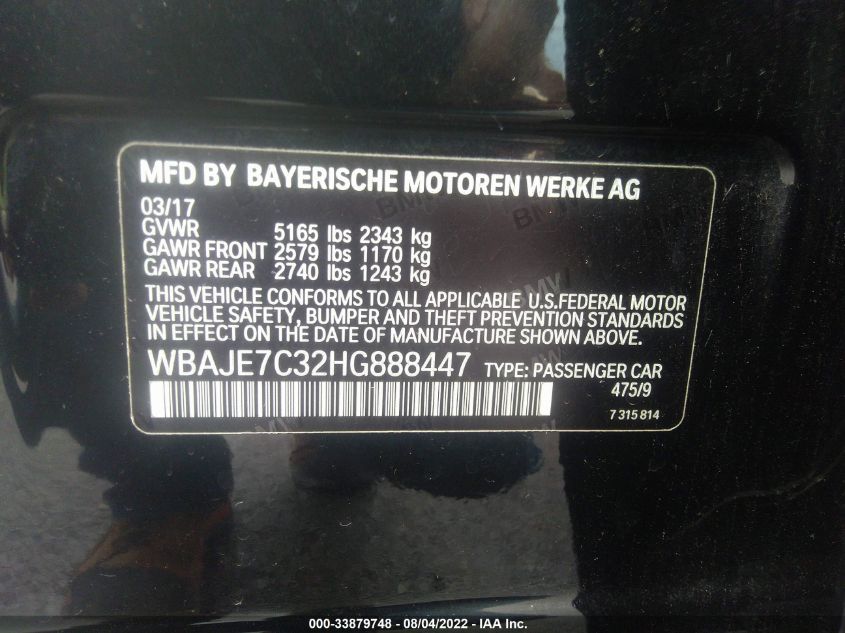 MFD BY BAYERISCHE MOTOREN WERKE AG
03/17
GVWR 5165 lbs 2343 kg
GAWR FRONT 2579 lbs 1170 kg
GAWR REAR 2740 lbs 1243 kg
THIS VEHICLE CONFORMS TO ALL APPLICABLE U.S.FEDERAL MOTOR
VEHICLE SAFETY, BUMPER AND THEFT PREVENTION STANDARDS
IN EFFECT ON THE DATE OF MANUFACTURE SHOWN ABOVE.
WBAJE7C32HG888447 TYPE: PASSENGER CAR
475/9
7 315 814
000-33879748 - 08/04/2022 - IAA Inc.